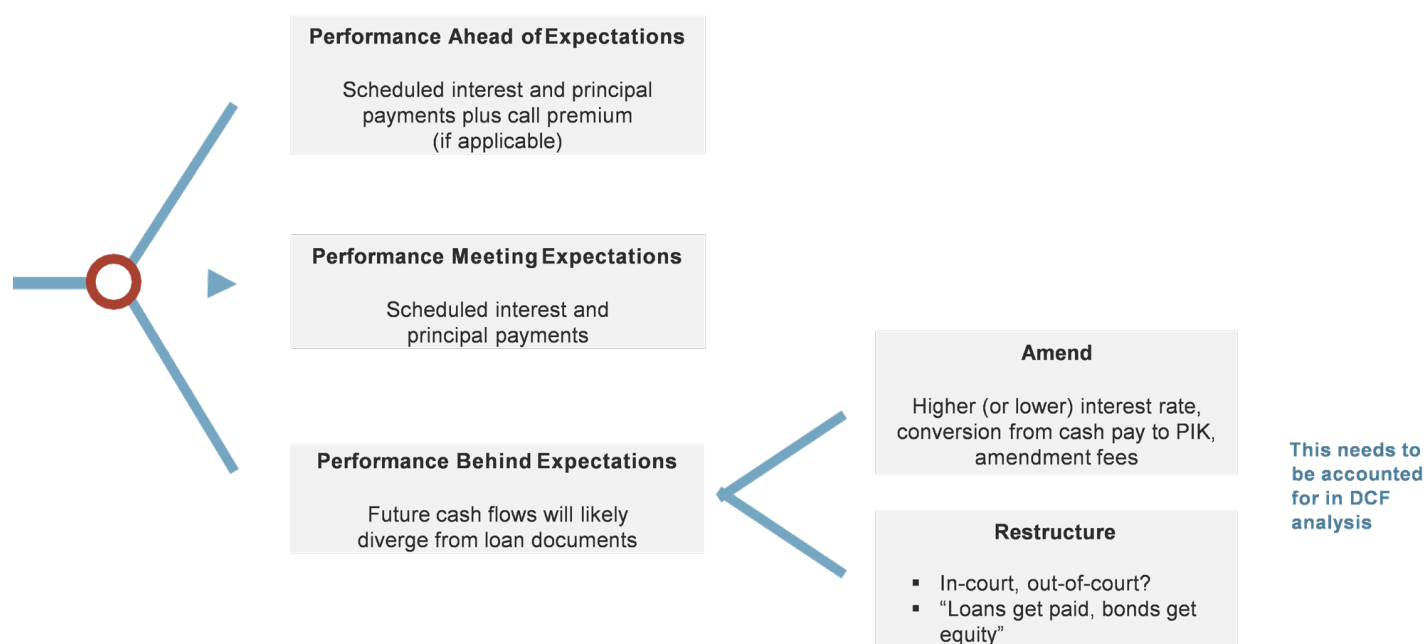 Performance Ahead of Expectations
Scheduled interest and principal
payments plus call premium
(if applicable)
Performance Meeting Expectations
Scheduled interest and
principal payments
Performance Behind Expectations
Future cash flows will likely
diverge from loan documents
Amend
Higher (or lower) interest rate,
conversion from cash pay to PIK,
amendment fees
Restructure
▪ In-court, out-of-court?
▪ “Loans get paid, bonds get
equity”
This needs to
be accounted
for in DCF
analysis